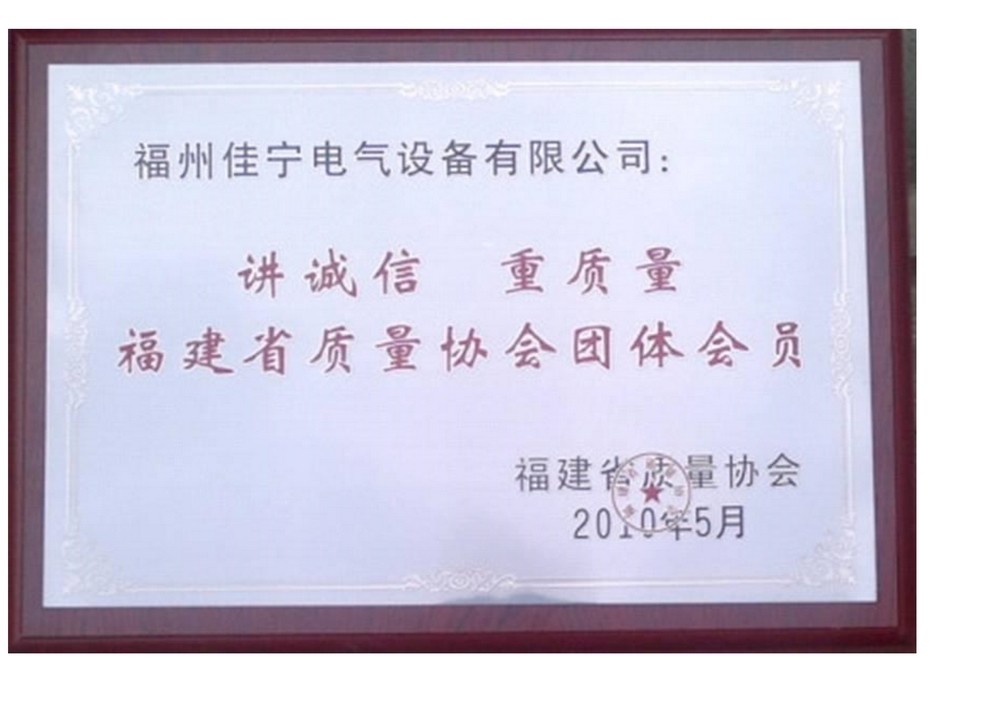 福州佳宁电气设备有限公司:
讲诚信 重质量
福建省质量协会团体会员
福建省质量协会
2010年5月